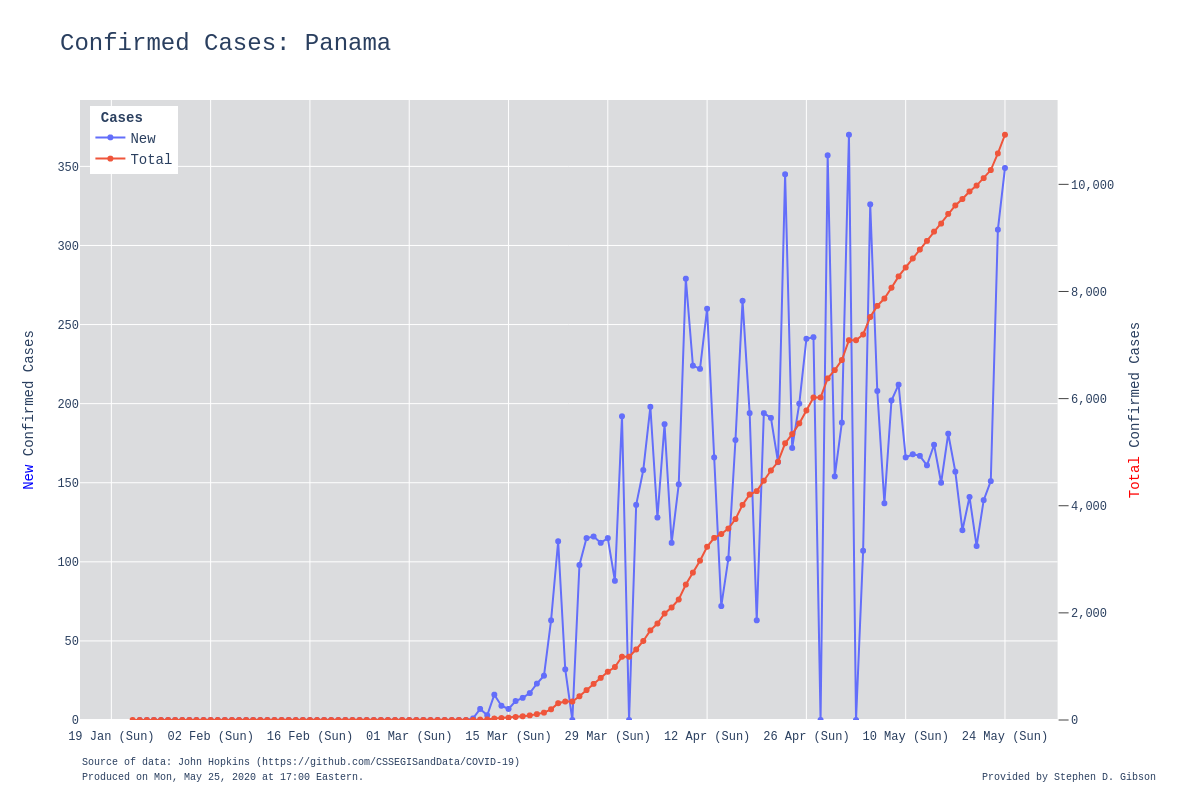 Confirmed Cases: Panama
Cases
New
Total
350
300
250
200
150
100
50
0
New Confirmed Cases
10,000
8,000
6,000
4,000
2,000
0
Total Confirmed Cases
19 Jan (Sun) 02 Feb (Sun) 16 Feb (Sun) 01 Mar (Sun) 15 Mar (Sun) 29 Mar (Sun) 12 Apr (Sun) 26 Apr (Sun) 10 May (Sun) 24 May (Sun)
Source of data: John Hopkins (https://github.com/CSSEGISandData/COVID-19)
Produced on Mon, May 25, 2020 at 17:00 Eastern.
Provided by Stephen D. Gibson